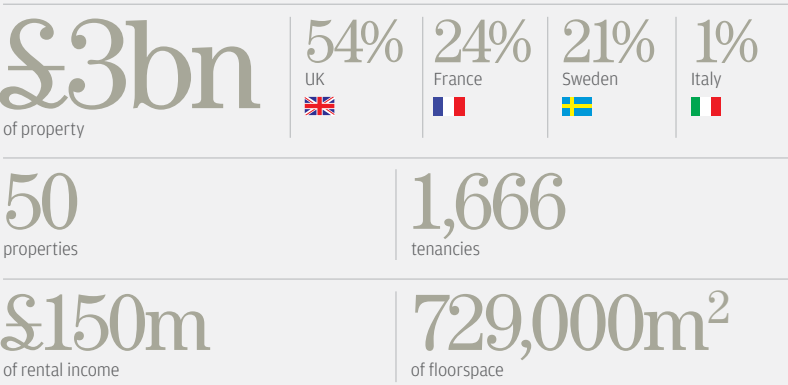 £3bn
of property
54%
UK
24%
France
21%
Sweden
1%
Italy
50
properties
1,666
tenancies
£150m
of rental income
729,000m²
of floorspace